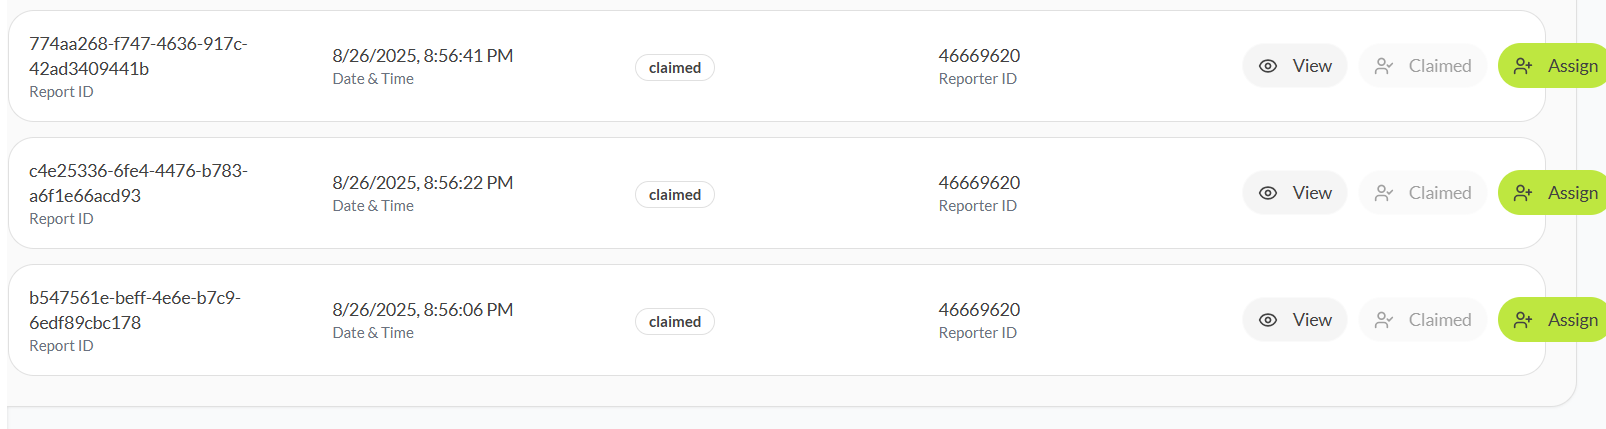 774aa268-f747-4636-917c-
42ad3409441b
Report ID
8/26/2025, 8:56:41 PM
Date & Time
claimed
46669620
Reporter ID
View
Claimed
Assign
c4e25336-6fe4-4476-b783-
a6f1e66acd93
Report ID
8/26/2025, 8:56:22 PM
Date & Time
claimed
46669620
Reporter ID
View
Claimed
Assign
b547561e-beff-4e6e-b7c9-
6edf89cbc178
Report ID
8/26/2025, 8:56:06 PM
Date & Time
claimed
46669620
Reporter ID
View
Claimed
Assign